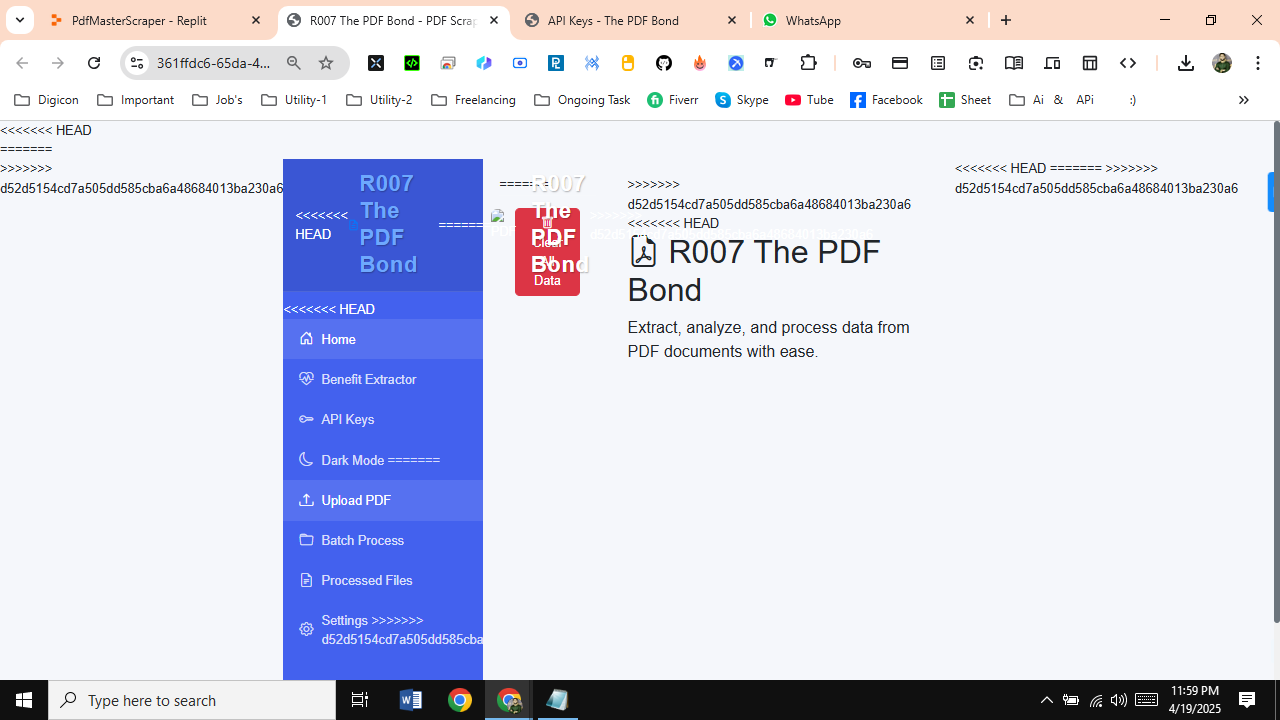 PdfMasterScraper - Replit
R007 The PDF Bond - PDF Scrap
API Keys - The PDF Bond
WhatsApp
361ffdc6-65da-4...
Digicon
Important
Job'
Utility-1
Utility-2
Freelancing
Ongoing Task
Fiverr
Skype
Tube
Facebook
Sheet
Ai & APi :)
<<<<<<< HEAD
=======
>>>>>>>
d52d5154cd7a505dd585cba6a48684013ba230a6
<<<<<<<
HEAD
R007
The
PDF
Bond
=======
<<<<<<< HEAD
Home
Benefit Extractor
API Keys
Dark Mode =======
Upload PDF
Batch Process
Processed Files
Settings >>>>>>>
d52d5154cd7a505dd585cba
=======
R007
The
PDF
Bond
Clear
All
Data
>>>>>>>
d52d5154cd7a505dd585cba6a48684013ba230a6
<<<<<<< HEAD
R007 The PDF
Bond
Extract, analyze, and process data from
PDF documents with ease.
<<<<<<< HEAD ======= >>>>>>>
d52d5154cd7a505dd585cba6a48684013ba230a6
Type here to search
11:59 PM
4/19/2025